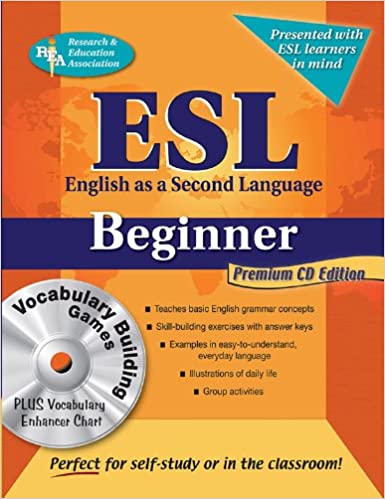 REA
Research &
Education
Association
Presented with
ESL learners
in mind
ESL
English as a Second Language
Beginner
Premium CD Edition
Vocabulary Building
Games
PLUS Vocabulary
Enhancer Chart
Teaches basic English grammar concepts
Skill-building exercises with answer keys
Examples in easy-to-understand,
everyday language
Illustrations of daily life
Group activities
Perfect for self-study or in the classroom!